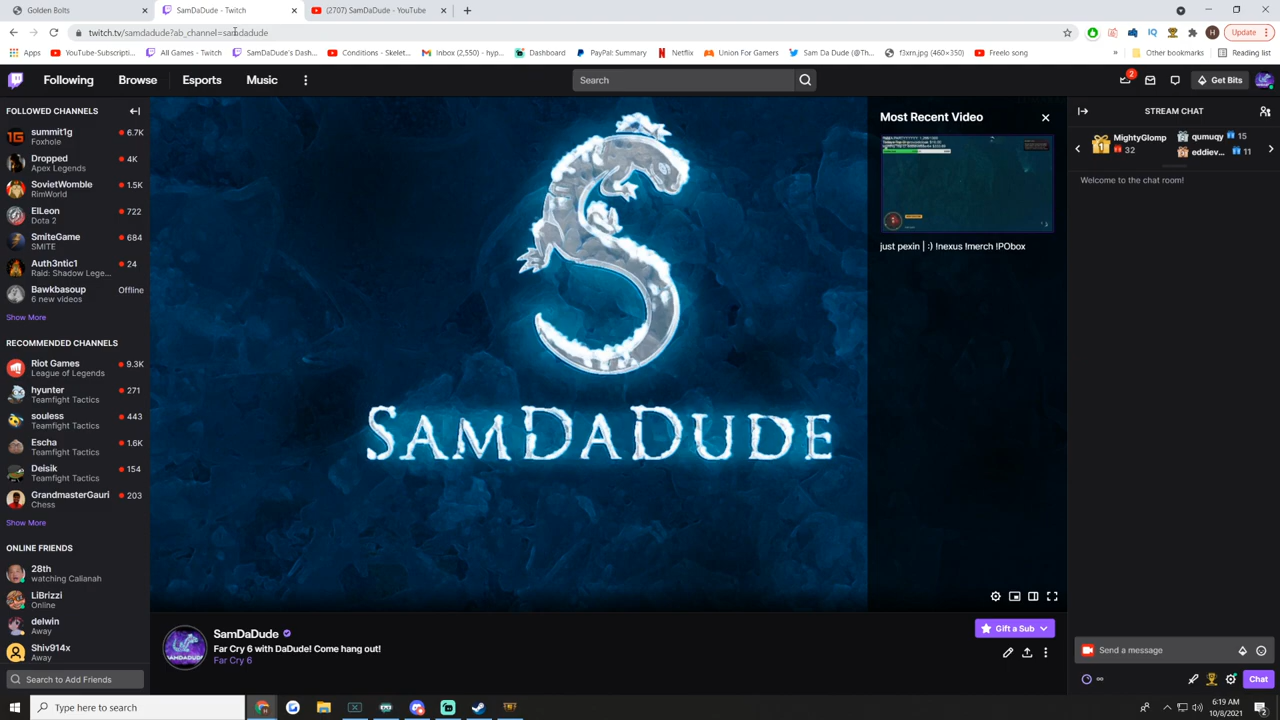 Golden Bolts
SamDaDude - Twitch
(2707) SamDaDude - YouTube
twitch.tv/samdadude?ab_channel=samdadude
Update
Apps
YouTube-Subscripti...
All Games - Twitch
SamDaDude's Dash...
Conditions - Skelet...
Inbox (2,550) - hyp...
Dashboard
PayPal: Summary
Netflix
Union For Gamers
Sam Da Dude (@Th...
f3xrn.jpg (460×350)
Freelo song
»
Other bookmarks
Reading list
Following
Browse
Esports
Music
Search
2
Get Bits
FOLLOWED CHANNELS
summit1g
6.7K
Foxhole
Dropped
4K
Apex Legends
SovietWomble
1.5K
RimWorld
ElLeon
722
Dota 2
SmiteGame
684
SMITE
Auth3ntic1
24
Raid: Shadow Lege...
Bawkbasoup
Offline
6 new videos
Show More
RECOMMENDED CHANNELS
Riot Games
9.3K
League of Legends
hyunter
271
Teamfight Tactics
souless
443
Teamfight Tactics
Escha
1.6K
Teamfight Tactics
Deisik
154
Teamfight Tactics
GrandmasterGauri
203
Chess
Show More
ONLINE FRIENDS
28th
watching Callanah
LiBrizzi
Online
delwin
Away
Shiv914x
Away
Search to Add Friends
SAMDADUDE
Most Recent Video
just pexin | :) !nexus !merch !PObox
SamDaDude
Far Cry 6 with DaDude! Come hang out!
Far Cry 6
Gift a Sub
STREAM CHAT
1
MightyGlomp
32
qumuqy
15
eddiev...
11
Welcome to the chat room!
Send a message
∞
Chat
Type here to search
6:19 AM
10/8/2021
2